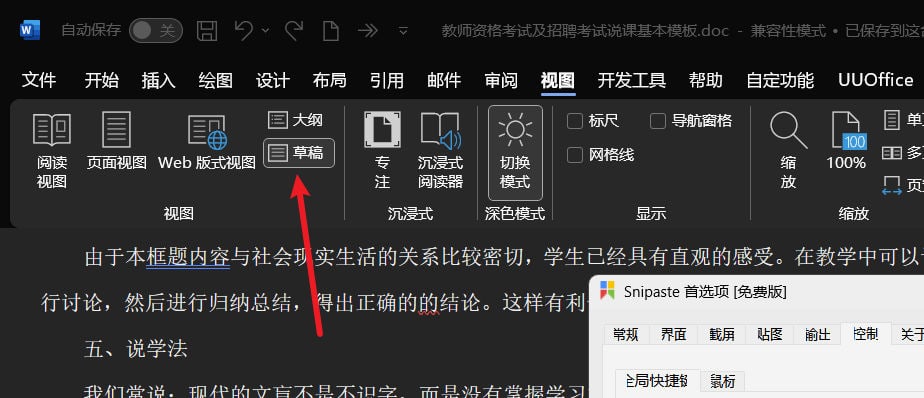 自动保存 关 教师资格考试及招聘考试说课基本模板.doc - 兼容性模式 • 已保存到这台
文件 开始 插入 绘图 设计 布局 引用 邮件 审阅 视图 开发工具 帮助 自定义功能 UUOffice
阅读视图 页面视图 Web 版式视图 大纲 草稿
专注 沉浸式阅读器 切换模式
标尺 导航窗格
网格线
缩放 100 100% 单 多 页
视图 沉浸式 深色模式 显示 缩放
由于本框题内容与社会现实生活的关系比较密切，学生已经具有直观的感受。在教学中可以
行讨论，然后进行归纳总结，得出正确的的结论。这样有利
五、说学法
我们常说：现代的文盲不是不识字，而是没有掌握学习
Snipaste 首选项 [免费版]
常规 界面 截屏 贴图 输出 控制 关于
全局快捷键 鼠标